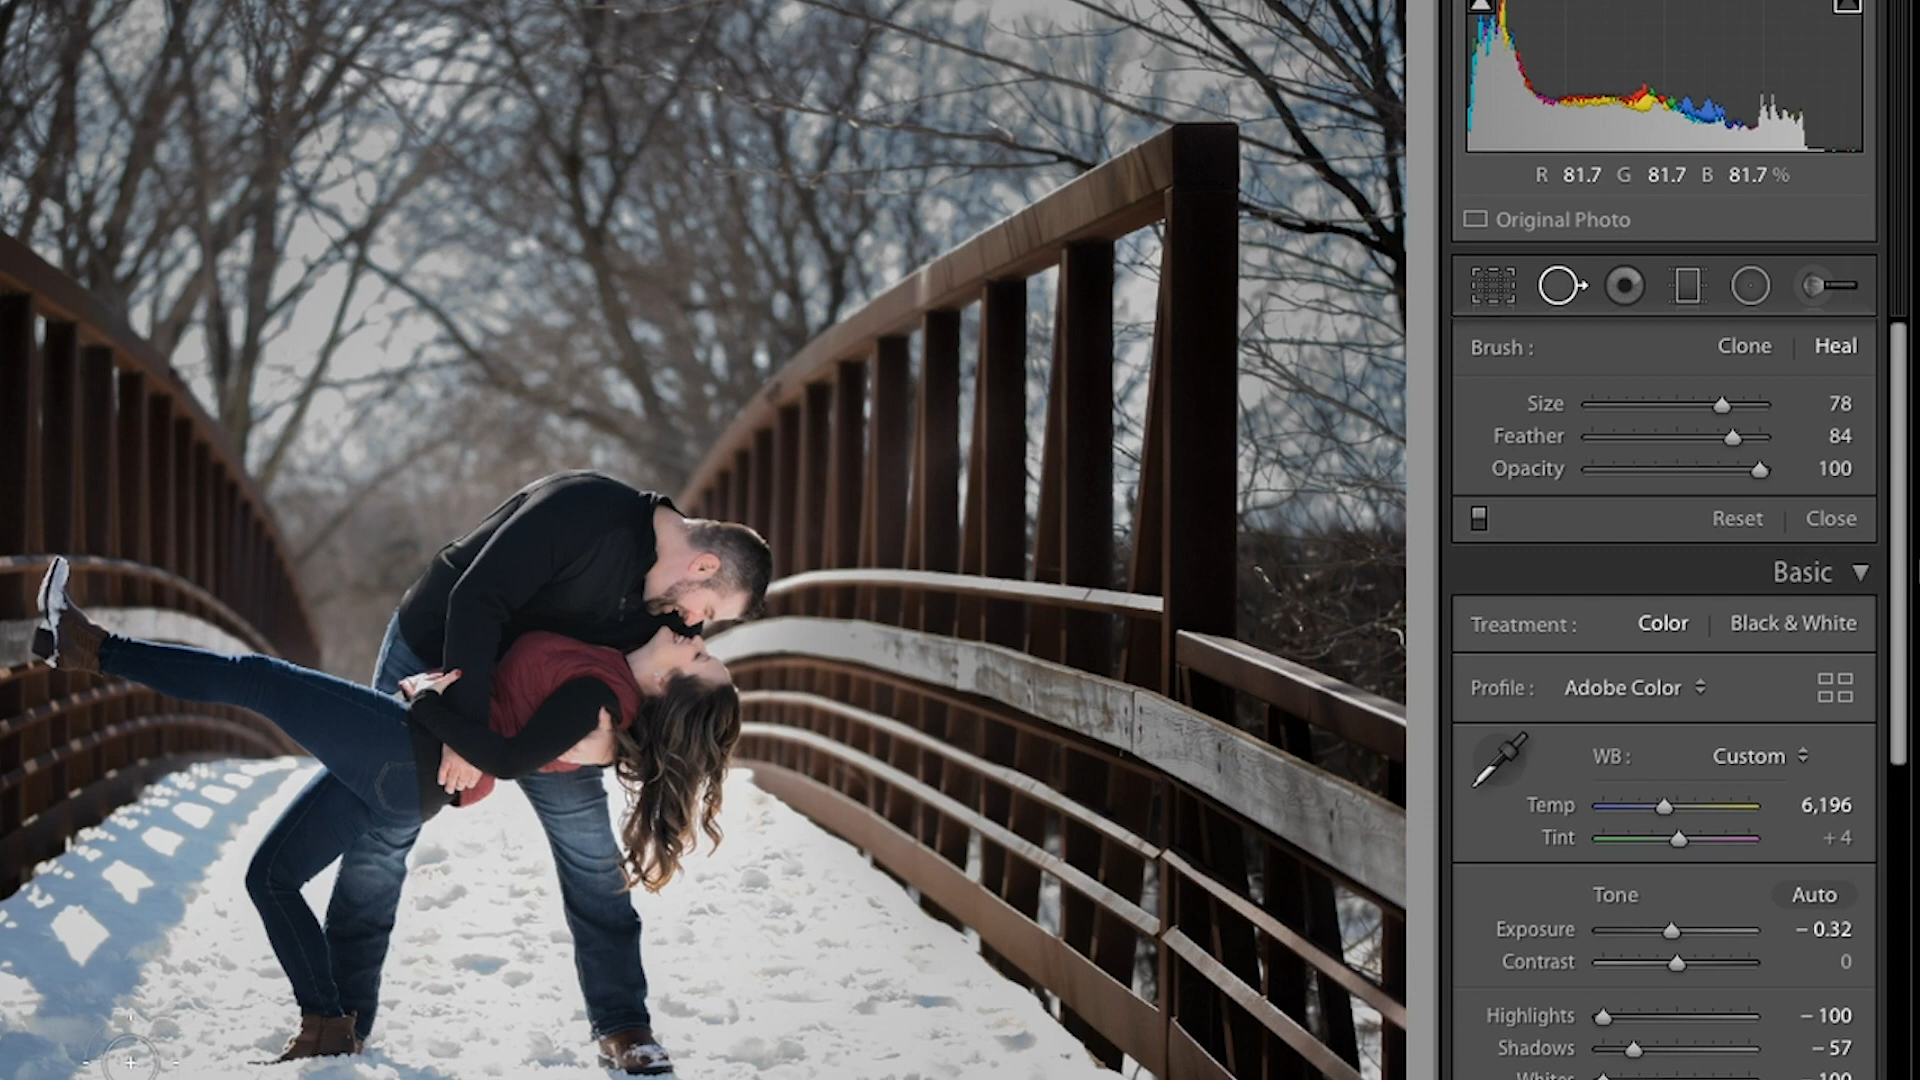 R 81.7 G 81.7 B 81.7 %
Original Photo
Brush : Clone | Heal
Size 78
Feather 84
Opacity 100
Reset | Close
Basic ▼
Treatment : Color | Black & White
Profile : Adobe Color
WB : Custom
Temp 6,196
Tint + 4
Tone Auto
Exposure − 0.32
Contrast 0
Highlights − 100
Shadows − 57
Whites − 100